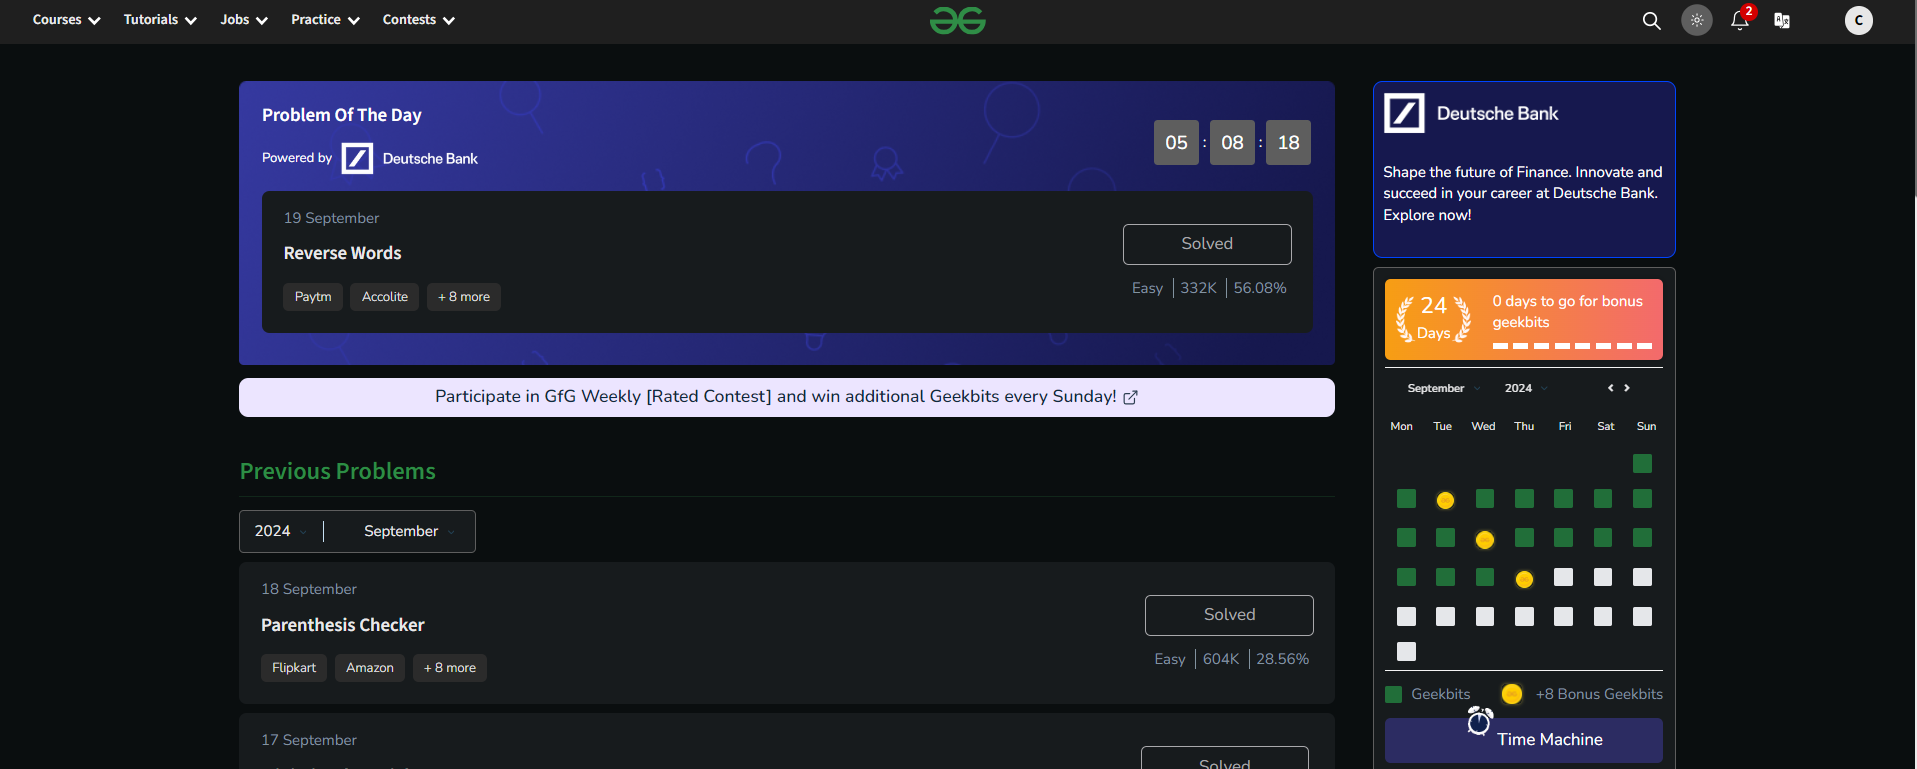 Courses
Tutorials
Jobs
Practice
Contests
2
C
Problem Of The Day
Powered by Deutsche Bank
05 : 08 : 18
19 September
Reverse Words
Paytm
Accolite
+ 8 more
Solved
Easy | 332K | 56.08%
Participate in GfG Weekly [Rated Contest] and win additional Geekbits every Sunday!
Previous Problems
2024 | September
18 September
Parenthesis Checker
Flipkart
Amazon
+ 8 more
Solved
Easy | 604K | 28.56%
17 September
Solved
Deutsche Bank
Shape the future of Finance. Innovate and
succeed in your career at Deutsche Bank.
Explore now!
24
Days
0 days to go for bonus
geekbits
September 2024
Mon Tue Wed Thu Fri Sat Sun
Geekbits
+8 Bonus Geekbits
Time Machine